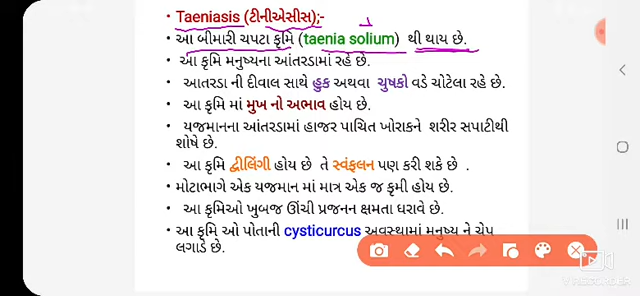 Taeniasis (ટીનીએસીસ);-
આ બીમારી ચપટા કૃમિ (taenia solium) થી થાય છે.
આ કૃમિ મનુષ્યના આંતરડામાં રહે છે.
આતરડા ની દીવાલ સાથે હુક અથવા ચુષકો વડે ચોટેલા રહે છે.
આ કૃમિ માં મુખ નો અભાવ હોય છે.
યજમાનના આંતરડામાં હાજર પાચિત ખોરાકને શરીર સપાટીથી
શોષે છે.
આ કૃમિ દ્વીલિંગી હોય છે તે સ્વંફલન પણ કરી શકે છે .
મોટાભાગે એક યજમાન માં માત્ર એક જ કૃમી હોય છે.
આ કૃમિઓ ખુબજ ઊંચી પ્રજનન ક્ષમતા ધરાવે છે.
આ કૃમિ ઓ પોતાની cysticurcus અવસ્થામાં મનુષ્ય ને ચેપ
લગાડે છે.